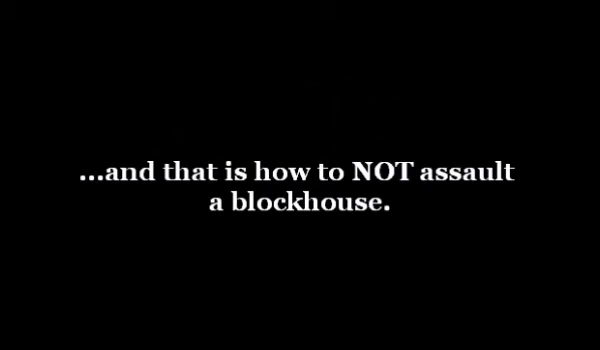 ...and that is how to NOT assault
a blockhouse.